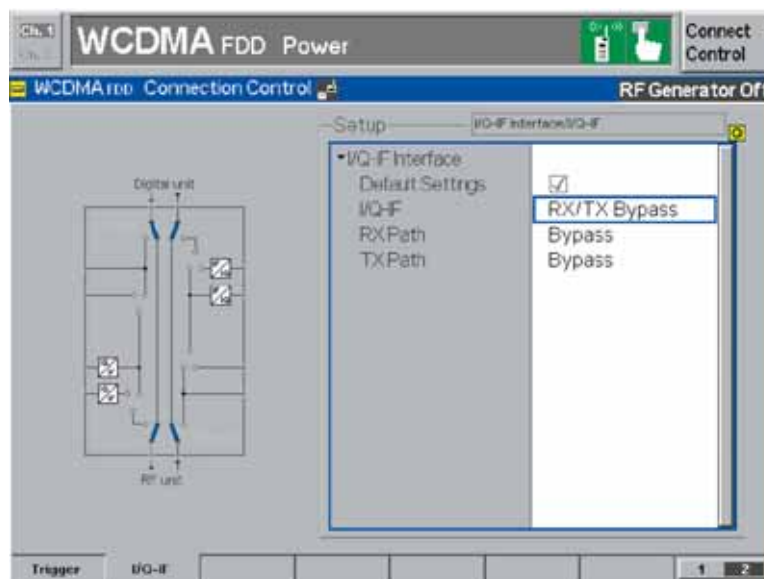 Ch. 1
WCDMA FDD Power
Connect
Control
WCDMA FDD Connection Control
RF Generator Off
Setup
I/Q-IF Interface/I/Q-IF
Digital unit
I/Q-IF Interface
Default Settings
I/Q-IF
RX/TX Bypass
RX Path
Bypass
TX Path
Bypass
RF unit
Trigger
I/Q-IF
1
2